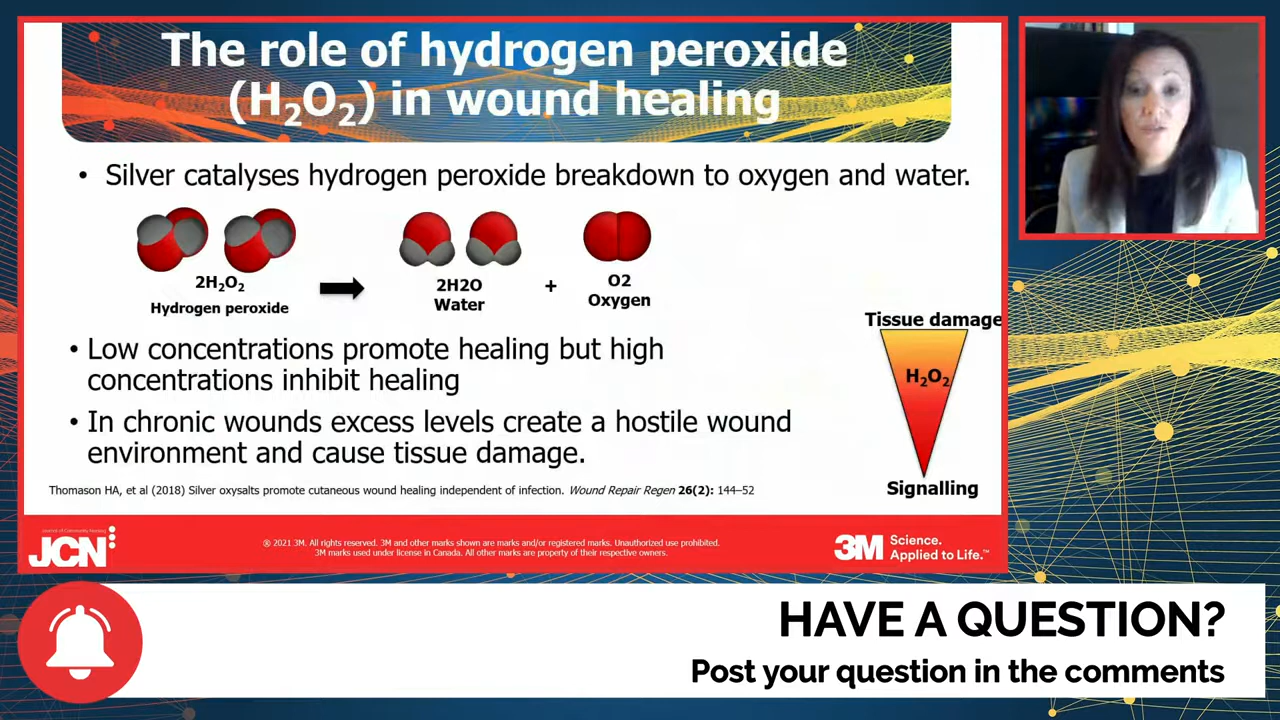 The role of hydrogen peroxide
(H₂O₂) in wound healing
• Silver catalyses hydrogen peroxide breakdown to oxygen and water.
2H₂O₂
Hydrogen peroxide
2H2O
Water
+
O2
Oxygen
• Low concentrations promote healing but high
concentrations inhibit healing
• In chronic wounds excess levels create a hostile wound
environment and cause tissue damage.
Tissue damage
H₂O₂
Signalling
Thomason HA, et al (2018) Silver oxysalts promote cutaneous wound healing independent of infection. Wound Repair Regen 26(2): 144–52
Journal of Community Nursing
JCN
® 2021 3M. All rights reserved. 3M and other marks shown are marks and/or registered marks. Unauthorized use prohibited.
3M marks used under license in Canada. All other marks are property of their respective owners.
3M Science.
Applied to Life.™
HAVE A QUESTION?
Post your question in the comments